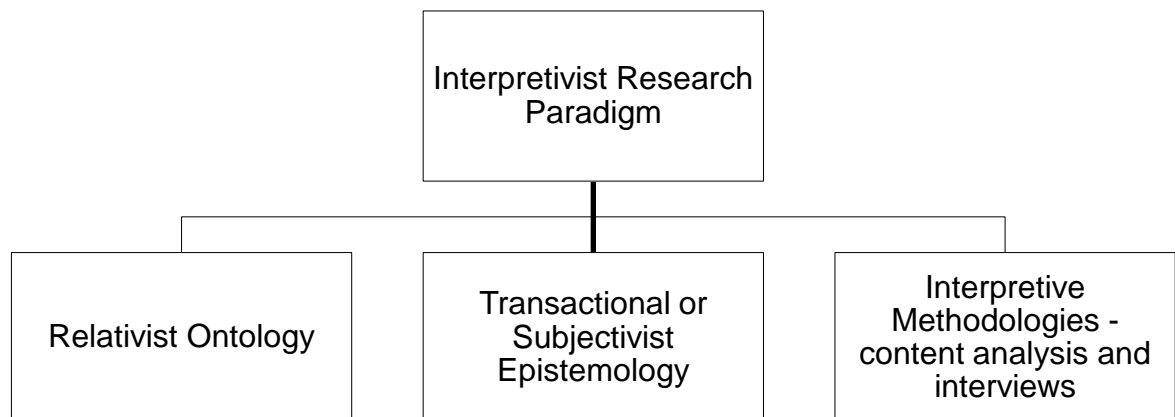 Interpretivist Research
Paradigm
Relativist Ontology
Transactional or
Subjectivist
Epistemology
Interpretive
Methodologies -
content analysis and
interviews